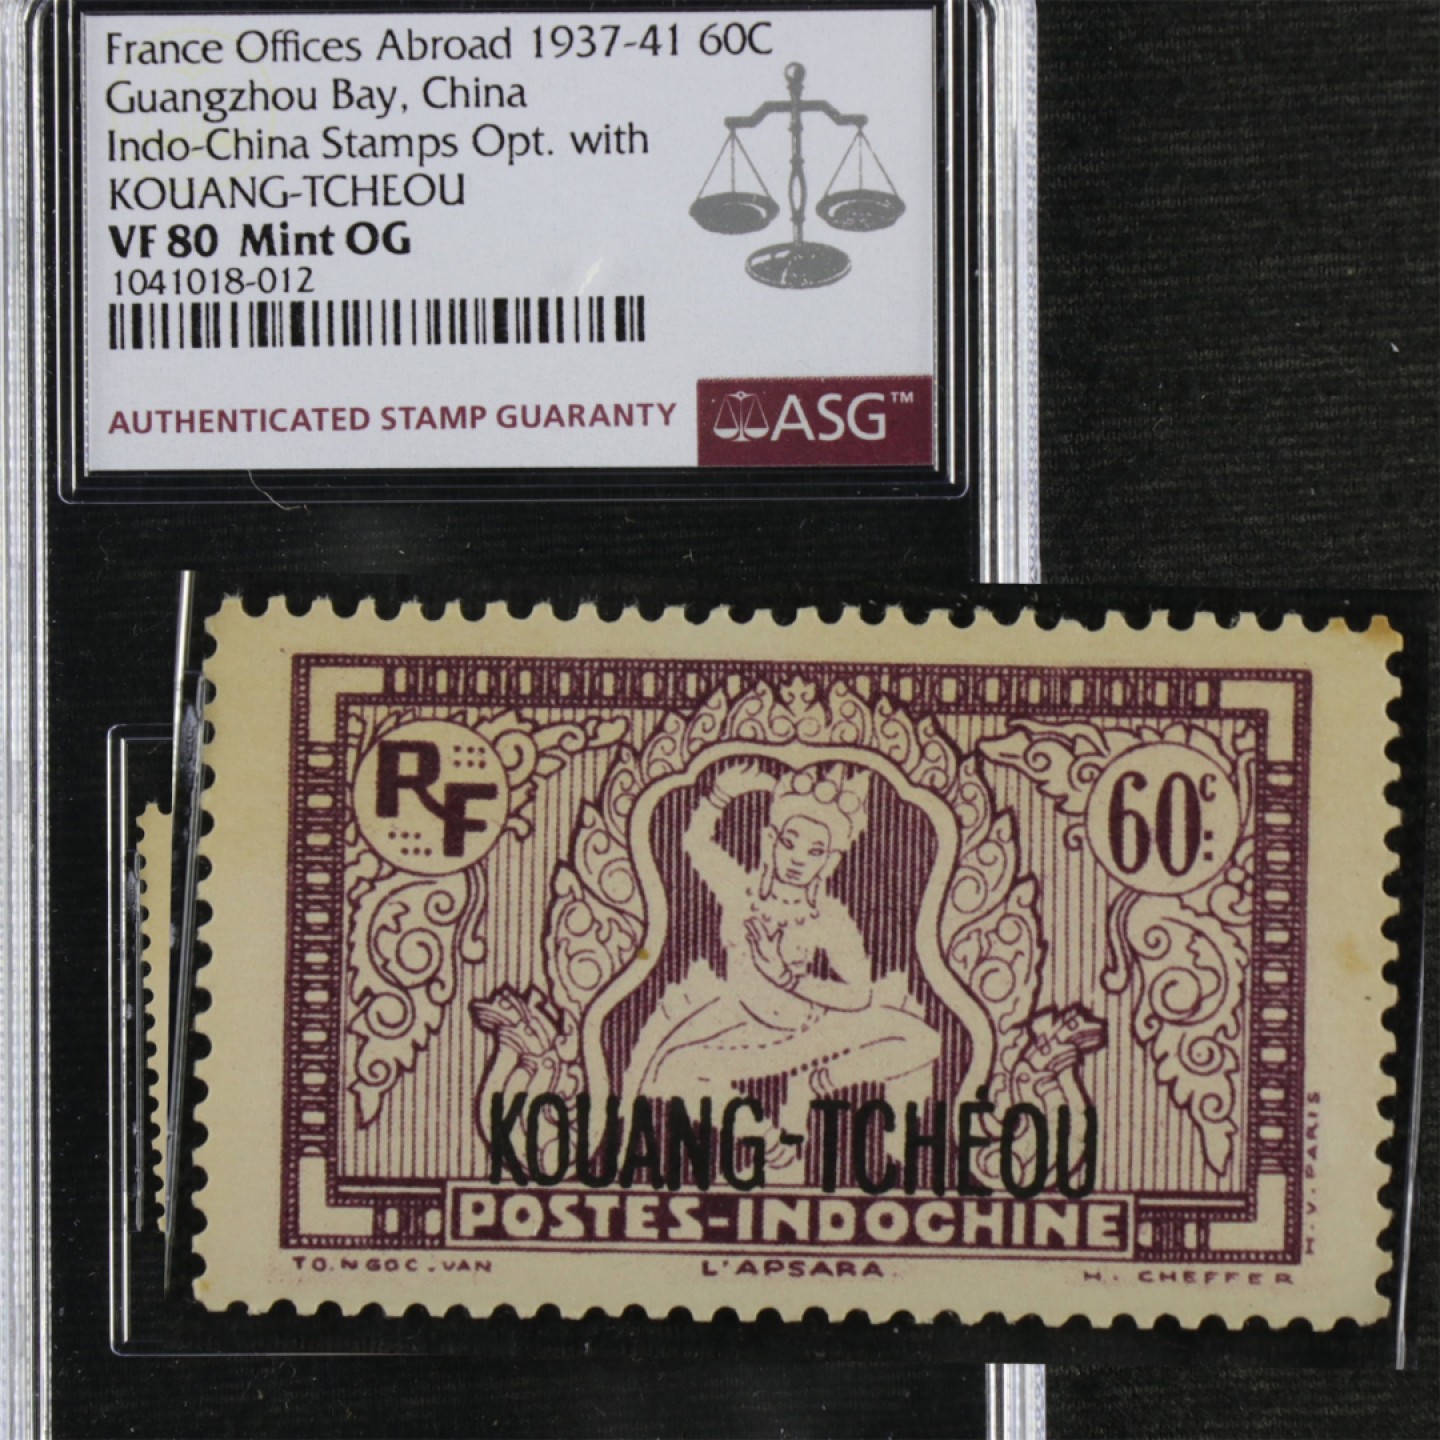 France Offices Abroad 1937-41 60C
Guangzhou Bay, China
Indo-China Stamps Opt. with
KOUANG-TCHEOU
VF 80 Mint OG
1041018-012
AUTHENTICATED STAMP GUARANTY
ASG™
RF
60c
KOUANG-TCHÉOU
POSTES-INDOCHINE
TO.NGOC.VAN
L'APSARA
H. CHEFFER
H.V.PARIS